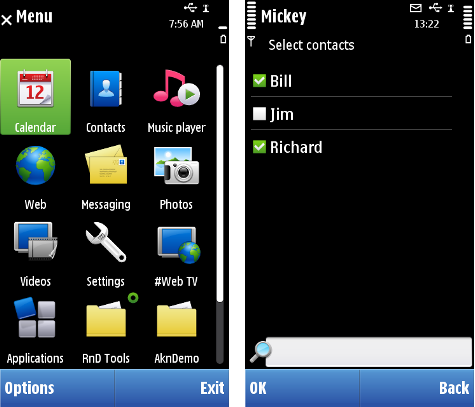 Menu
7:56 AM
12
Calendar
Contacts
Music player
Web
Messaging
Photos
Videos
Settings
#Web TV
Applications
RnD Tools
AknDemo
Options
Exit
Mickey
13:22
Select contacts
Bill
Jim
Richard
OK
Back